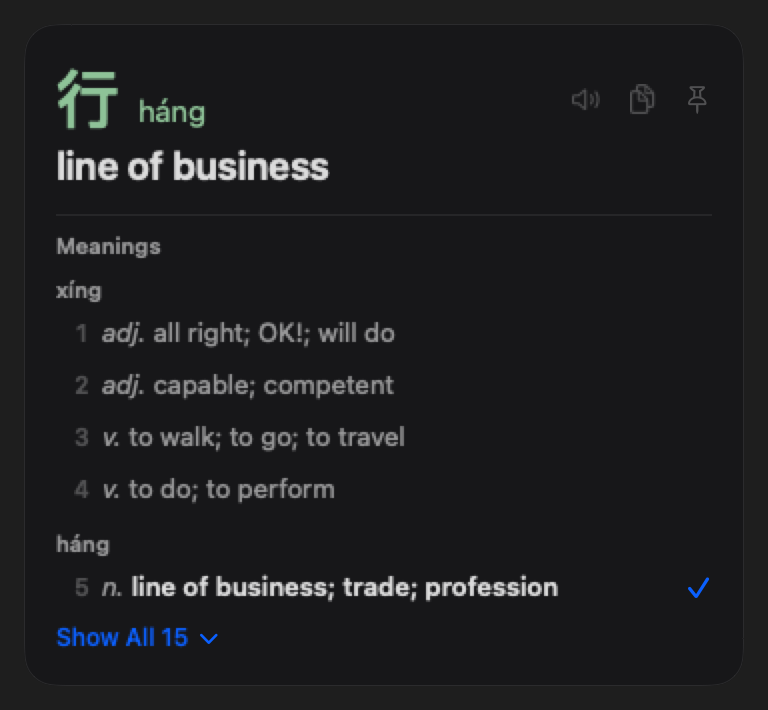 行 háng
line of business
Meanings
xíng
1 adj. all right; OK!; will do
2 adj. capable; competent
3 v. to walk; to go; to travel
4 v. to do; to perform
háng
5 n. line of business; trade; profession
Show All 15